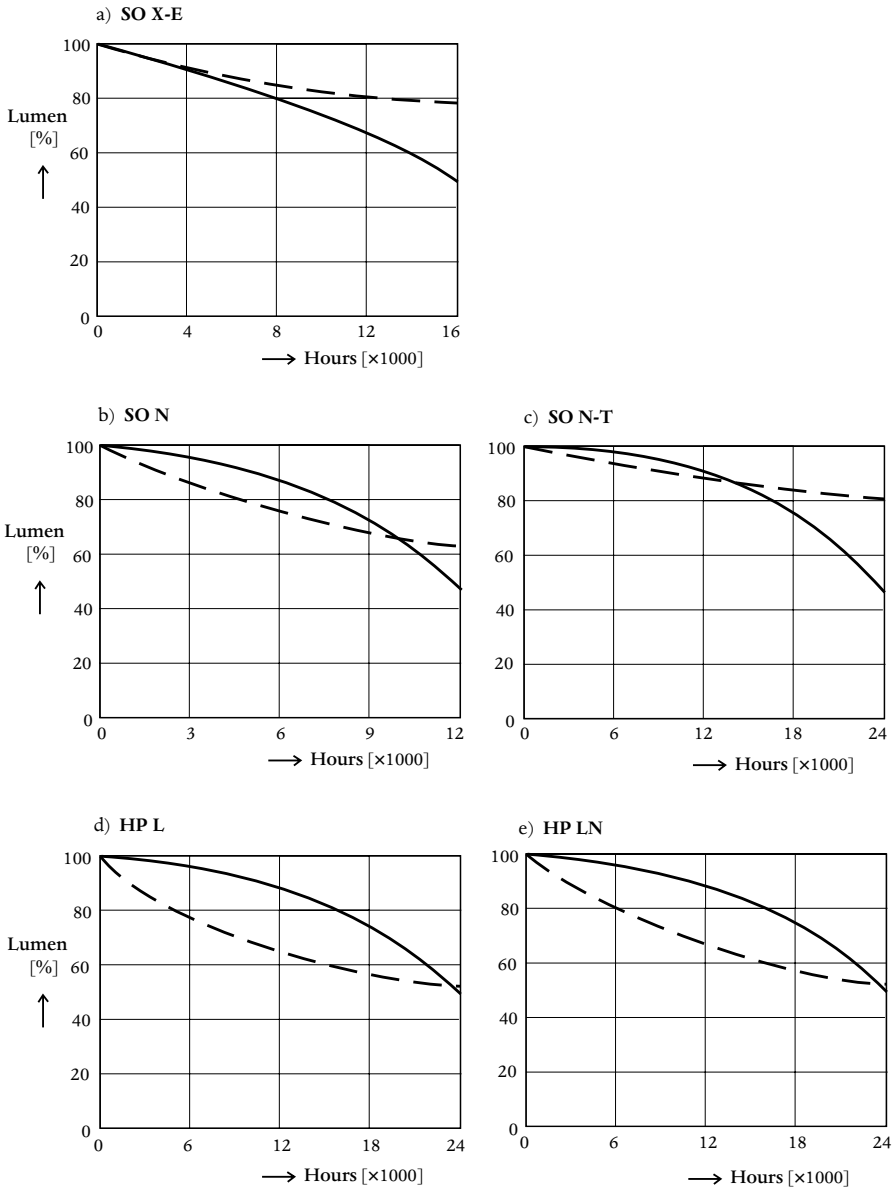 a) SO X-E
100
80
60
40
20
0
Lumen
[%]
0 4 8 12 16
Hours [×1000]
b) SO N
100
80
60
40
20
0
Lumen
[%]
0 3 6 9 12
Hours [×1000]
c) SO N-T
100
80
60
40
20
0
0 6 12 18 24
Hours [×1000]
d) HP L
100
80
60
40
20
0
Lumen
[%]
0 6 12 18 24
Hours [×1000]
e) HP LN
100
80
60
40
20
0
0 6 12 18 24
Hours [×1000]